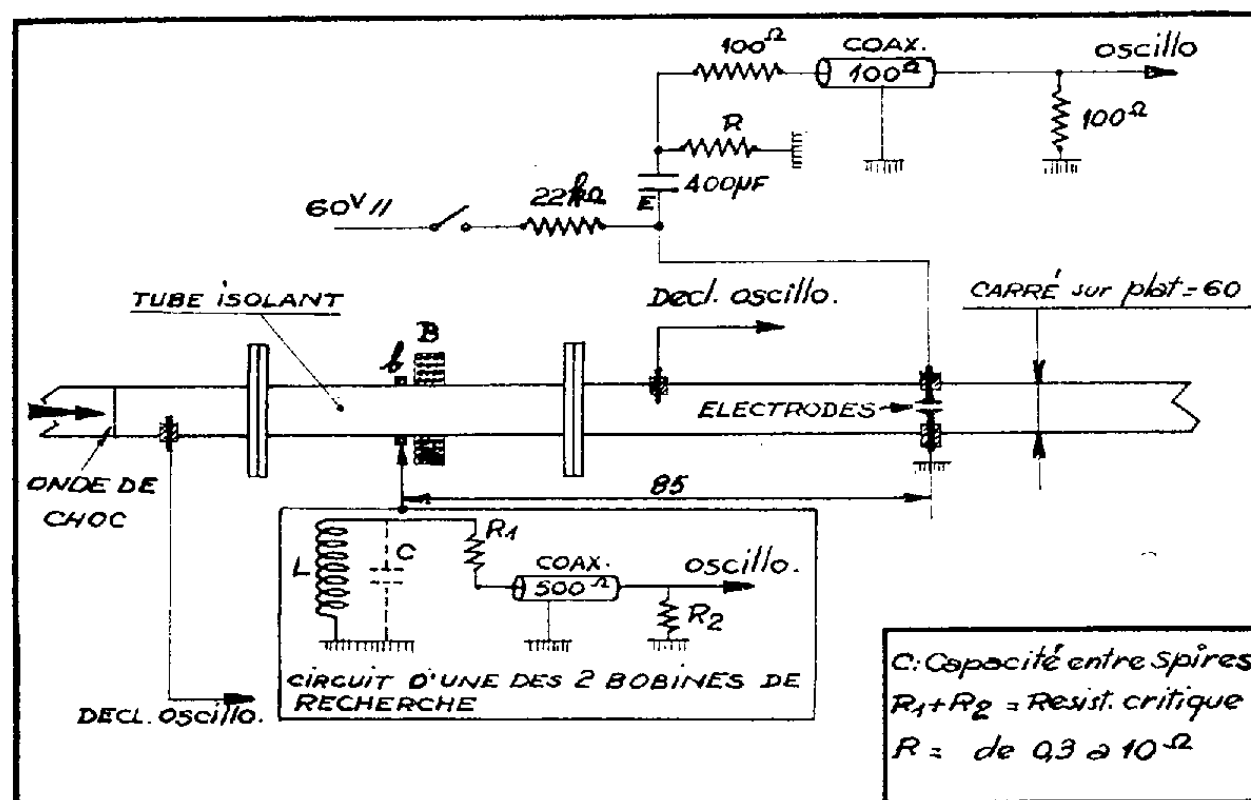 100Ω
COAX.
100Ω
OSCILLO
100Ω
R
400µF
E
60V //
22kΩ
TUBE ISOLANT
B
b
Decl. oscillo.
CARRÉ sur plat = 60
ELECTRODES
ONDE DE
CHOC
85
L
C
R1
COAX.
500Ω
OSCILLO.
R2
CIRCUIT D'UNE DES 2 BOBINES DE
RECHERCHE
DECL. OSCILLO.
C: Capacité entre Spires
R1+R2 = Resist. critique
R = de 0,3 a 10Ω